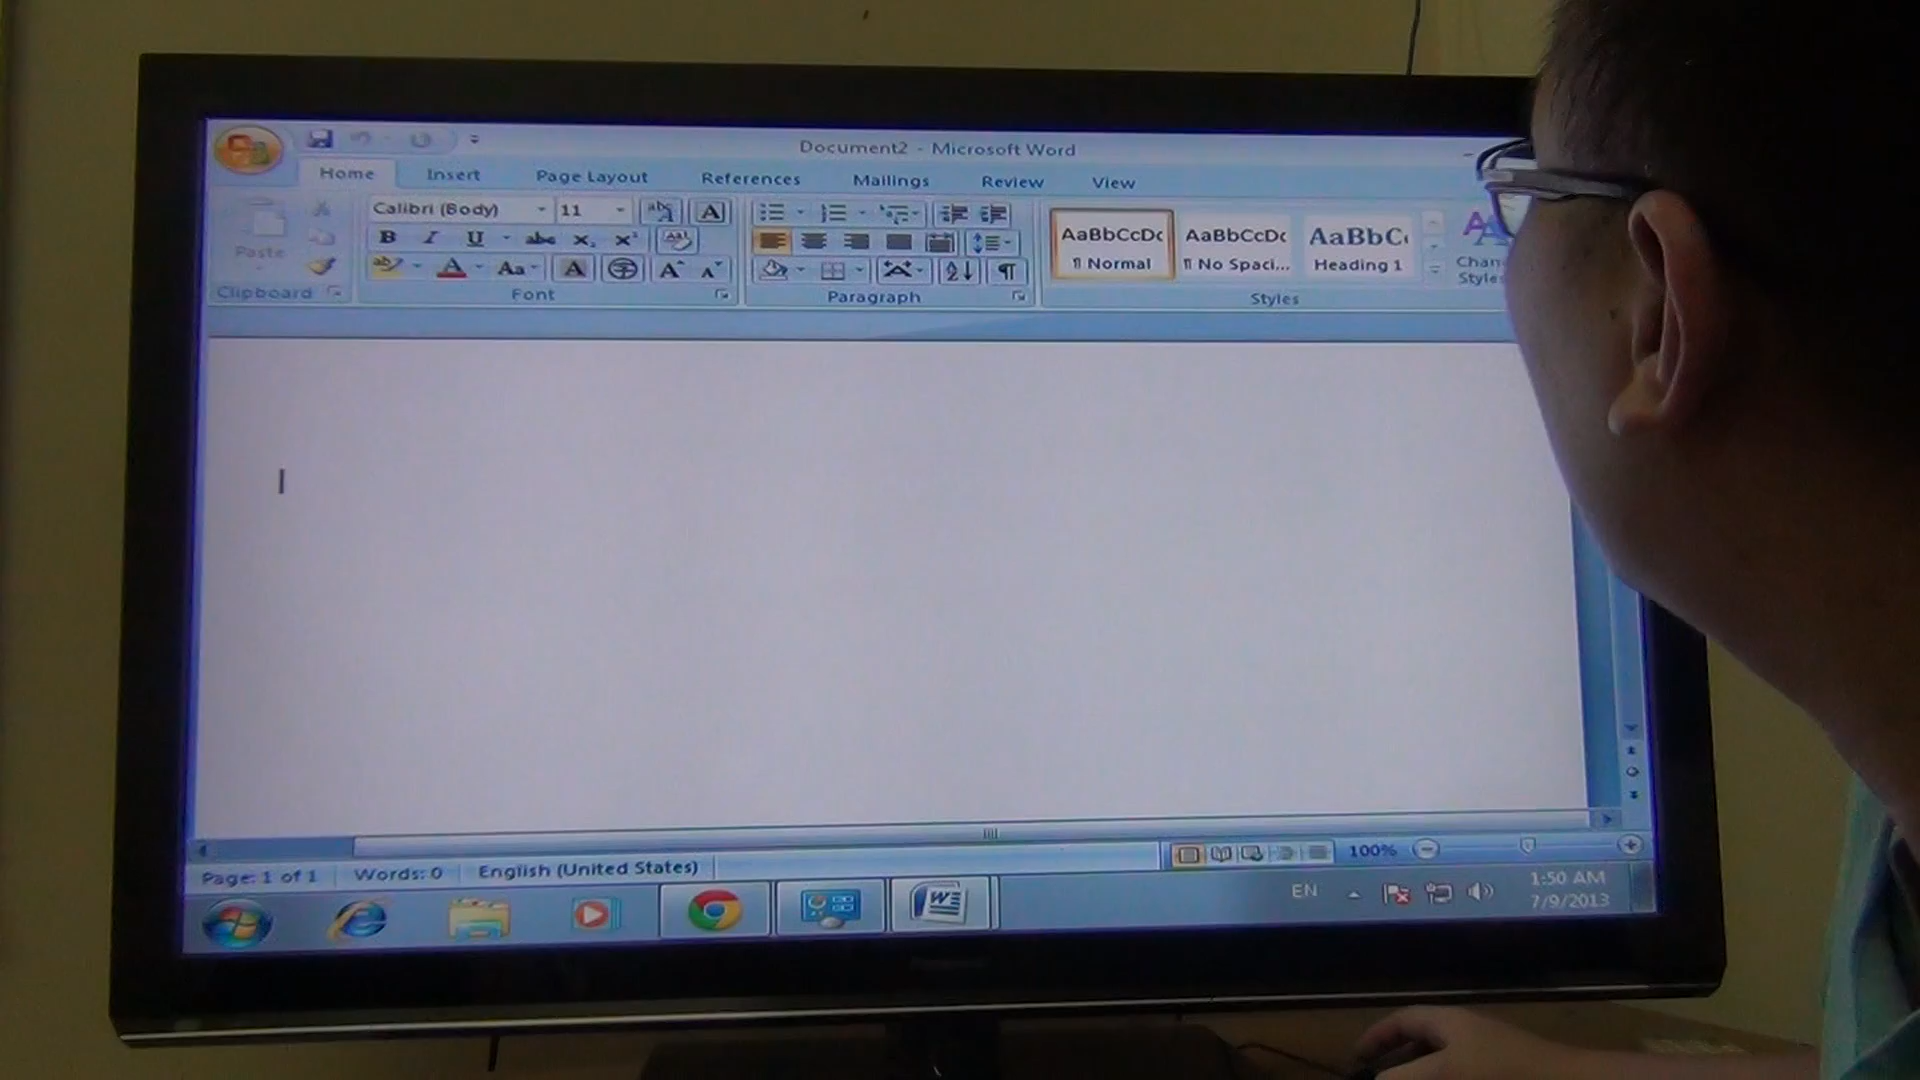 Document2 - Microsoft Word
Home Insert Page Layout References Mailings Review View
Paste
Clipboard
Calibri (Body) 11
Font
Paragraph
AaBbCcDc AaBbCcDc AaBbC
¶ Normal ¶ No Spaci... Heading 1
Styles
Page: 1 of 1 Words: 0 English (United States) 100%
EN
1:50 AM
7/9/2013